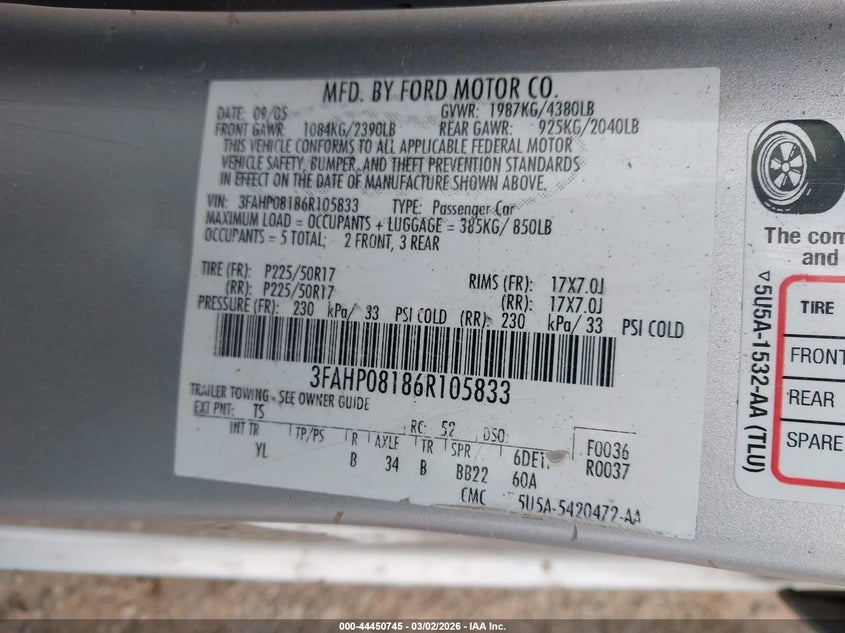 MFD. BY FORD MOTOR CO.
DATE: 09/05 GVWR: 1987KG/4380LB
FRONT GAWR: 1084KG/2390LB REAR GAWR: 925KG/2040LB
THIS VEHICLE CONFORMS TO ALL APPLICABLE FEDERAL MOTOR
VEHICLE SAFETY, BUMPER, AND THEFT PREVENTION STANDARDS
IN EFFECT ON THE DATE OF MANUFACTURE SHOWN ABOVE.
VIN: 3FAHP08186R105833 TYPE: Passenger Car
MAXIMUM LOAD = OCCUPANTS + LUGGAGE = 385KG/ 850LB
OCCUPANTS = 5 TOTAL; 2 FRONT, 3 REAR
TIRE (FR): P225/50R17 RIMS (FR): 17X7.0J
(RR): P225/50R17 (RR): 17X7.0J
PRESSURE (FR): 230 kPa/ 33 PSI COLD (RR): 230 kPa/ 33 PSI COLD
3FAHP08186R105833
TRAILER TOWING - SEE OWNER GUIDE
EXT PNT: TS RC: 52 DSO:
INT TR TP/PS R AXLE TR SPR 6DET: F0036
YL B 34 B BB22 60A R0037
CMC 5U5A-5420472-AA
The com
and
TIRE
FRONT
REAR
SPARE
5U5A-1532-AA (TLU)
000-44450745 - 03/02/2026 - IAA Inc.